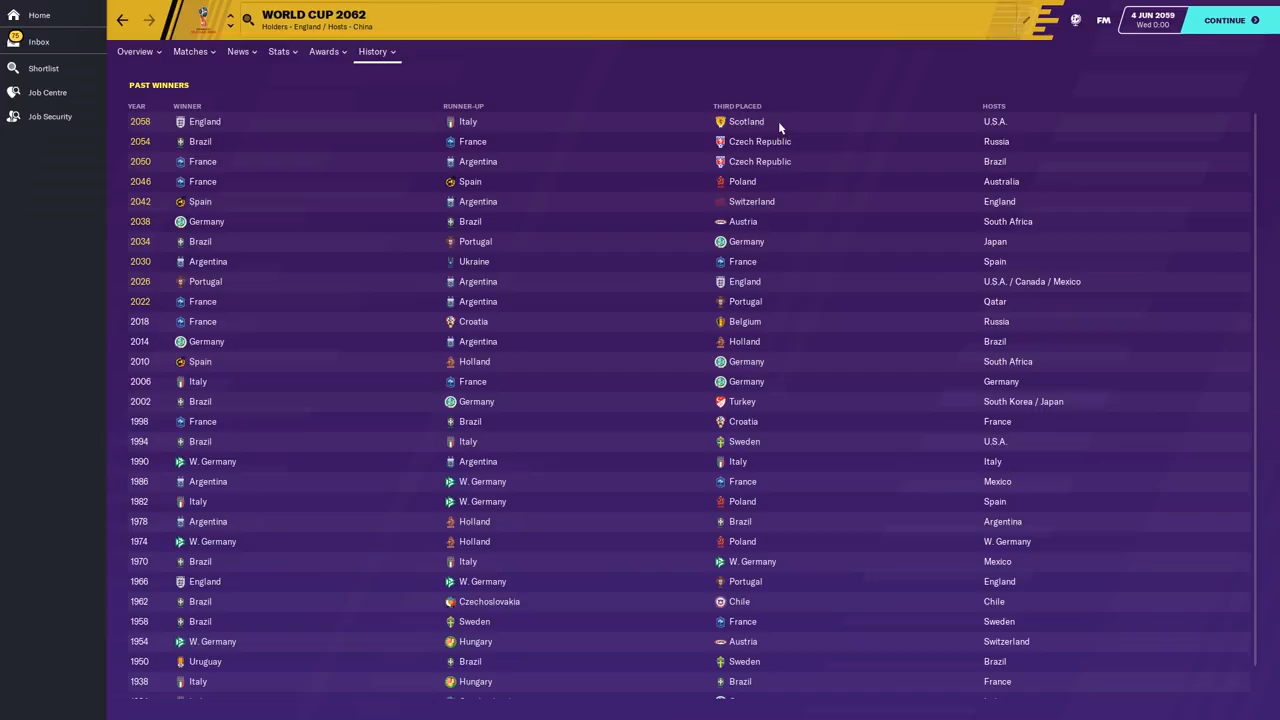 Home
75
Inbox
Shortlist
Job Centre
Job Security
WORLD CUP 2062
Holders - England / Hosts - China
FM
4 JUN 2059
Wed 0:00
CONTINUE
Overview Matches News Stats Awards History
PAST WINNERS
YEAR WINNER RUNNER-UP THIRD PLACED HOSTS
2058 England Italy Scotland U.S.A.
2054 Brazil France Czech Republic Russia
2050 France Argentina Czech Republic Brazil
2046 France Spain Poland Australia
2042 Spain Argentina Switzerland England
2038 Germany Brazil Austria South Africa
2034 Brazil Portugal Germany Japan
2030 Argentina Ukraine France Spain
2026 Portugal Argentina England U.S.A. / Canada / Mexico
2022 France Argentina Portugal Qatar
2018 France Croatia Belgium Russia
2014 Germany Argentina Holland Brazil
2010 Spain Holland Germany South Africa
2006 Italy France Germany Germany
2002 Brazil Germany Turkey South Korea / Japan
1998 France Brazil Croatia France
1994 Brazil Italy Sweden U.S.A.
1990 W. Germany Argentina Italy Italy
1986 Argentina W. Germany France Mexico
1982 Italy W. Germany Poland Spain
1978 Argentina Holland Brazil Argentina
1974 W. Germany Holland Poland W. Germany
1970 Brazil Italy W. Germany Mexico
1966 England W. Germany Portugal England
1962 Brazil Czechoslovakia Chile Chile
1958 Brazil Sweden France Sweden
1954 W. Germany Hungary Austria Switzerland
1950 Uruguay Brazil Sweden Brazil
1938 Italy Hungary Brazil France